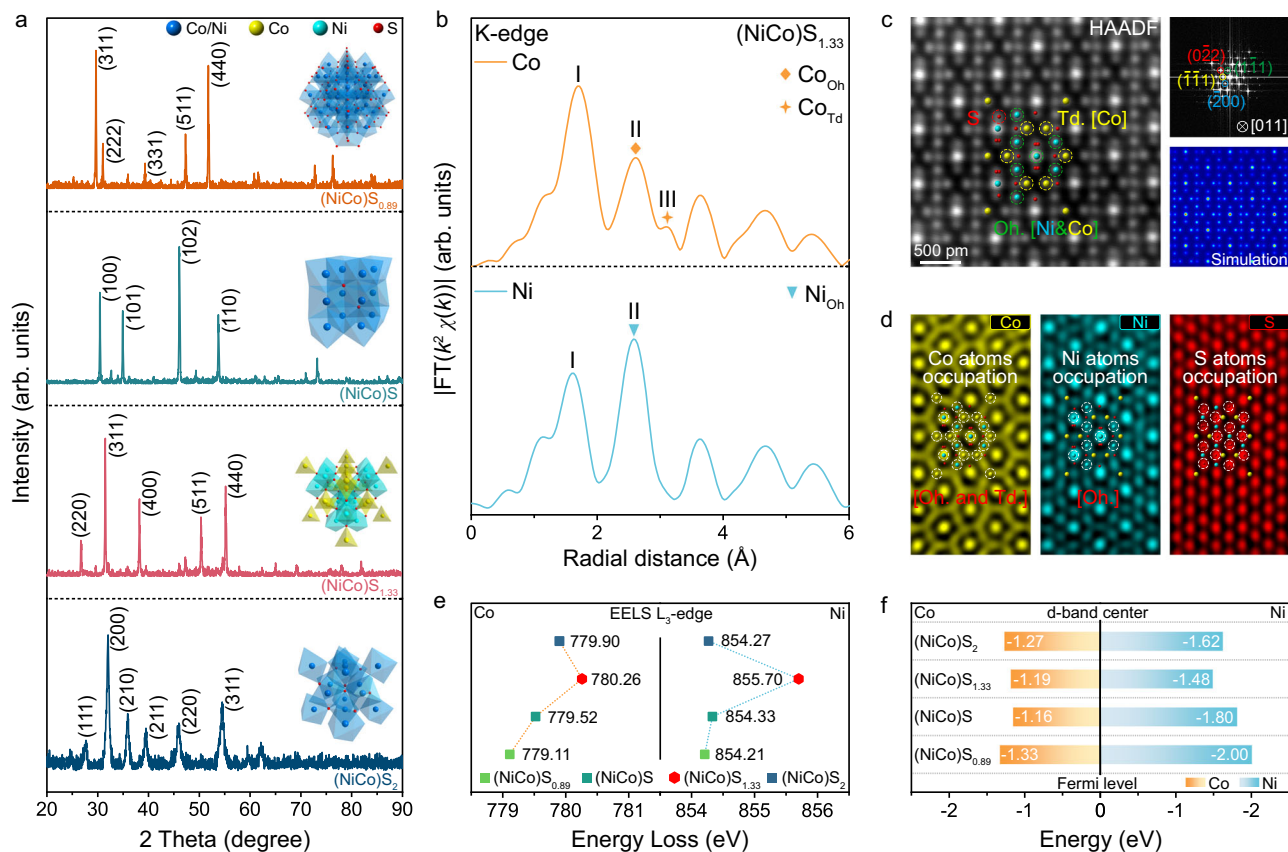 a
Co/Ni Co Ni S
(311)
(222)
(331)
(511)
(440)
(NiCo)S0.89
(100)
(101)
(102)
(110)
(NiCo)S
(220)
(311)
(400)
(511)
(440)
(NiCo)S1.33
(111)
(200)
(210)
(211)
(220)
(311)
(NiCo)S2
20 30 40 50 60 70 80 90
2 Theta (degree)
Intensity (arb. units)
b
K-edge (NiCo)S1.33
Co
CoOh
CoTd
I
II
III
Ni
NiOh
I
II
0 2 4 6
Radial distance (Å)
|FT(k² χ(k))| (arb. units)
c
HAADF
S Td. [Co]
Oh. [Ni&Co]
500 pm
(02̄2)
(1̄11)
(1̄1̄1)
(200)
⊗[011]
Simulation
d
Co
Co atoms
occupation
[Oh. and Td.]
Ni
Ni atoms
occupation
[Oh.]
S
S atoms
occupation
e
Co EELS L3-edge Ni
779.90 854.27
780.26 855.70
779.52 854.33
779.11 854.21
(NiCo)S0.89 (NiCo)S (NiCo)S1.33 (NiCo)S2
779 780 781 854 855 856
Energy Loss (eV)
f
Co d-band center Ni
(NiCo)S2 -1.27 -1.62
(NiCo)S1.33 -1.19 -1.48
(NiCo)S -1.16 -1.80
(NiCo)S0.89 -1.33 -2.00
Fermi level Co Ni
-2 -1 0 -1 -2
Energy (eV)